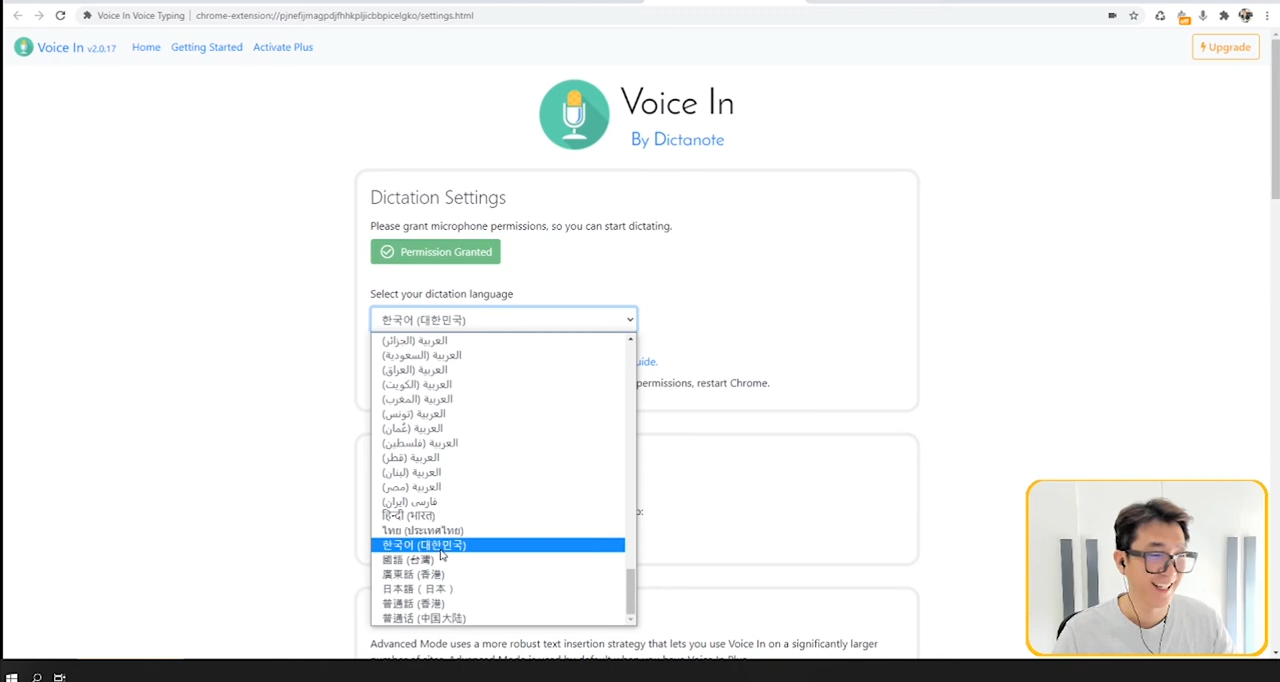 Voice In Voice Typing | chrome-extension://pjnefijmagpdjfhhkpljicbbpicelgko/settings.html
Voice In v2.0.17 Home Getting Started Activate Plus
Upgrade
Voice In
By Dictanote
Dictation Settings
Please grant microphone permissions, so you can start dictating.
Permission Granted
Select your dictation language
한국어 (대한민국)
العربية (الجزائر)
العربية (السعودية)
uide.
العربية (العراق)
العربية (الكويت)
permissions, restart Chrome.
العربية (المغرب)
العربية (تونس)
العربية (عُمان)
العربية (فلسطين)
العربية (قطر)
العربية (لبنان)
العربية (مصر)
فارسی (ایران)
o:
हिन्दी (भारत)
ไทย (ประเทศไทย)
한국어 (대한민국)
國語 (台灣)
廣東話 (香港)
日本語（日本）
普通話 (香港)
普通话 (中国大陆)
Advanced Mode uses a more robust text insertion strategy that lets you use Voice In on a significantly larger